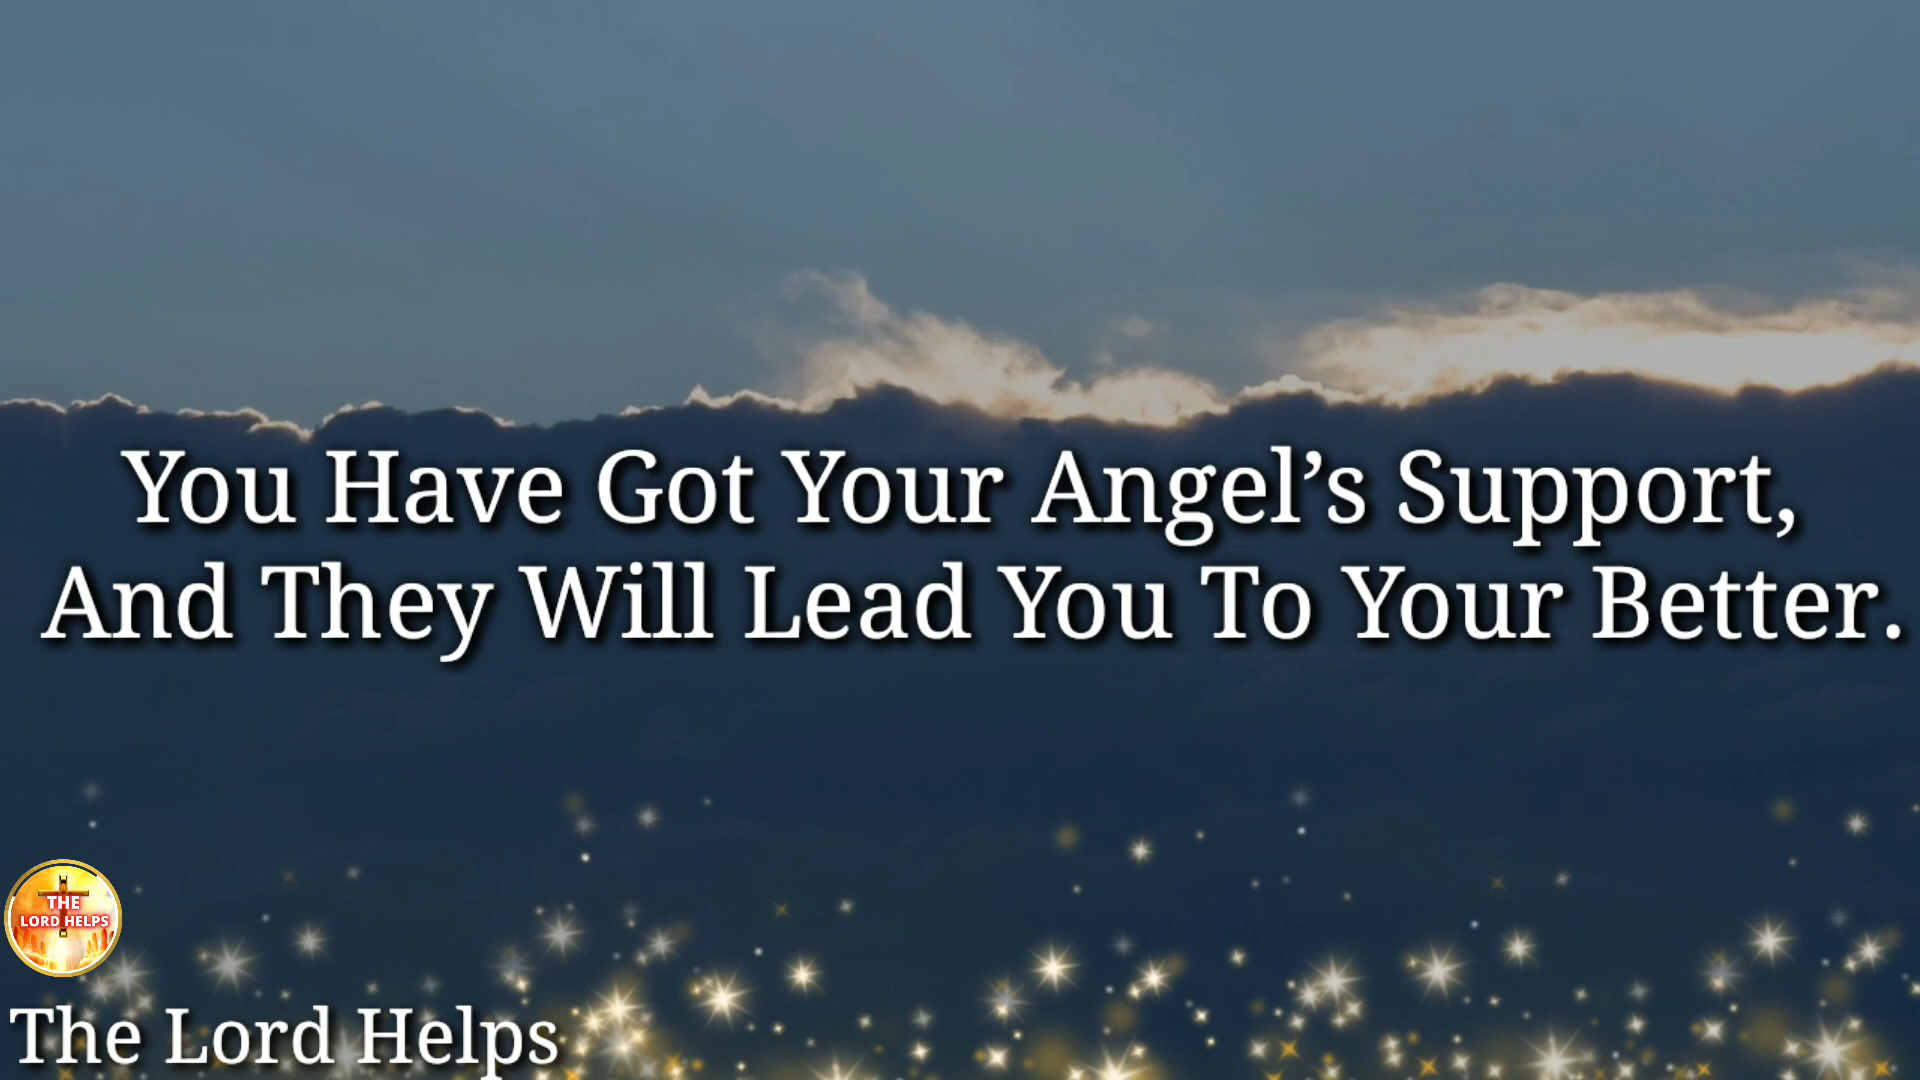 You Have Got Your Angel’s Support,
And They Will Lead You To Your Better.
THE
LORD HELPS
The Lord Helps